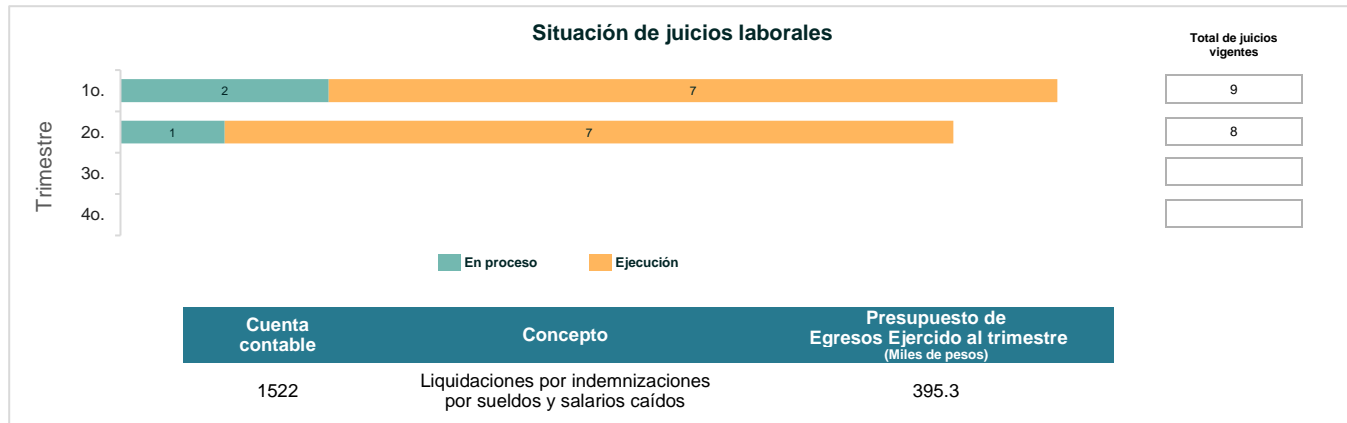 Situación de juicios laborales
Total de juicios
vigentes
Trimestre
1o.
2
7
9
2o.
1
7
8
3o.
4o.
En proceso
Ejecución
Cuenta
contable
Concepto
Presupuesto de
Egresos Ejercido al trimestre
(Miles de pesos)
1522
Liquidaciones por indemnizaciones
por sueldos y salarios caídos
395.3